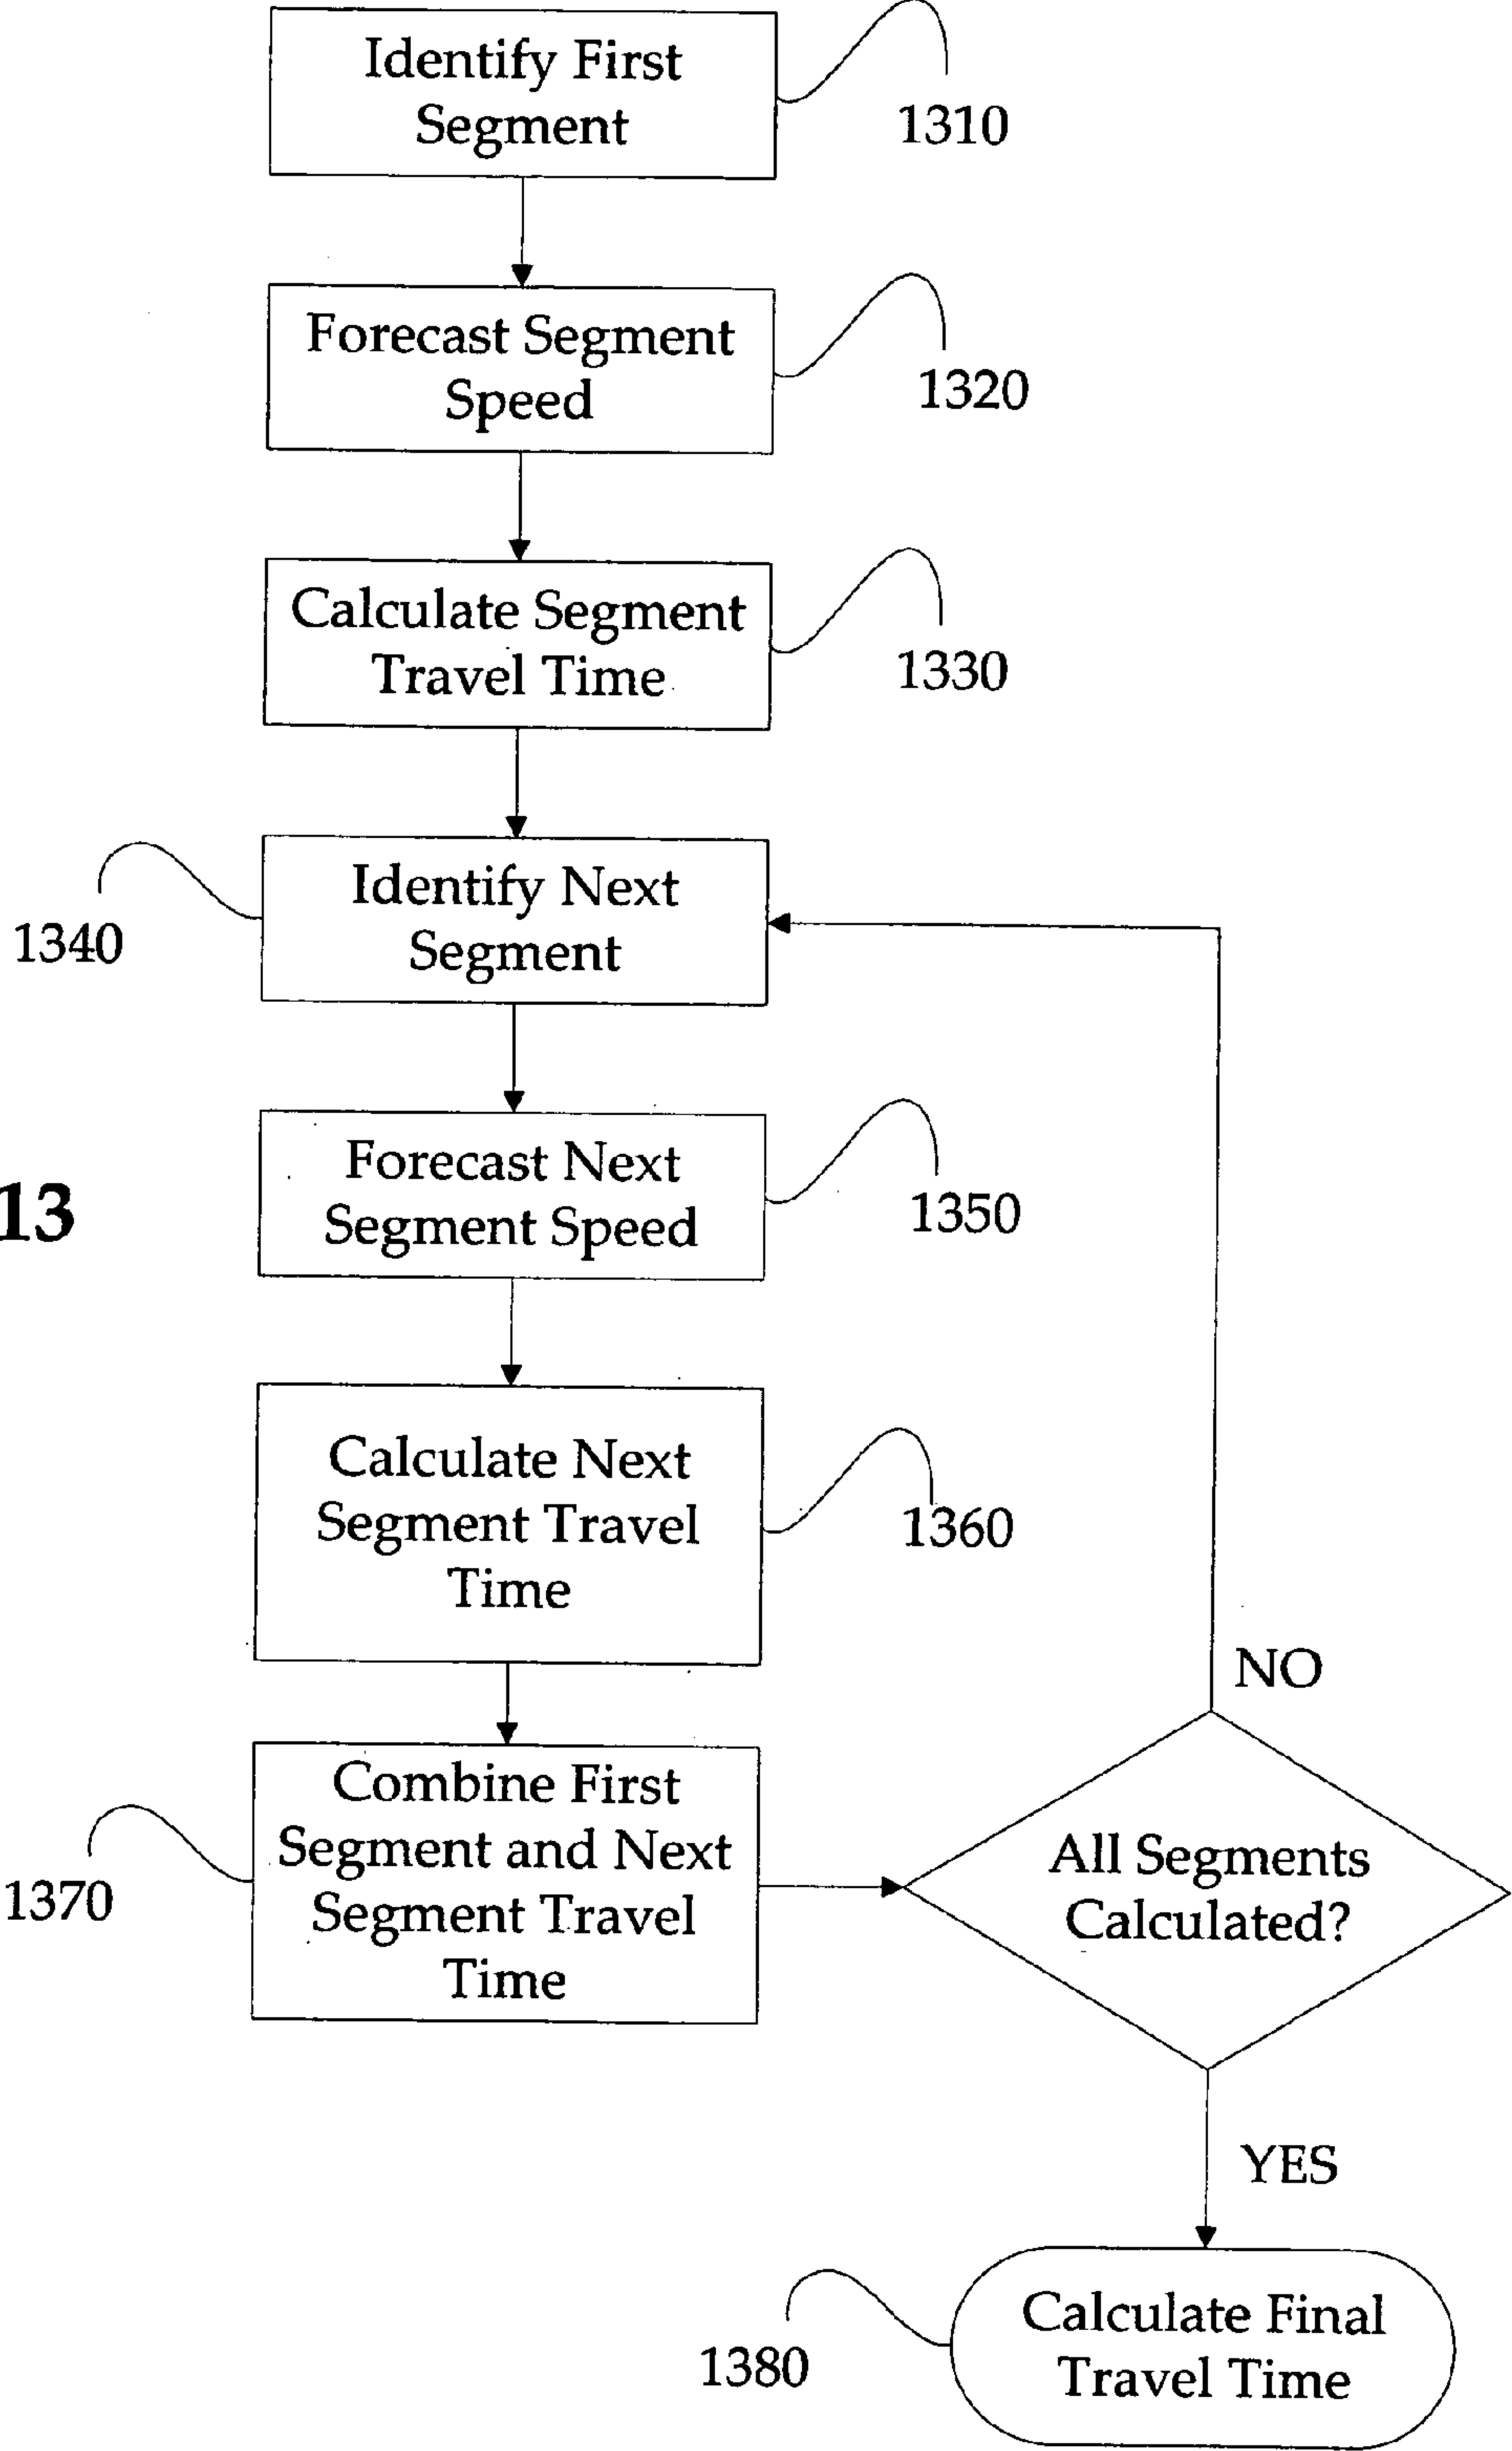 Identify First
Segment
1310
Forecast Segment
Speed
1320
Calculate Segment
Travel Time
1330
Identify Next
Segment
1340
13
Forecast Next
Segment Speed
1350
Calculate Next
Segment Travel
Time
1360
NO
Combine First
Segment and Next
Segment Travel
Time
1370
All Segments
Calculated?
YES
Calculate Final
Travel Time
1380